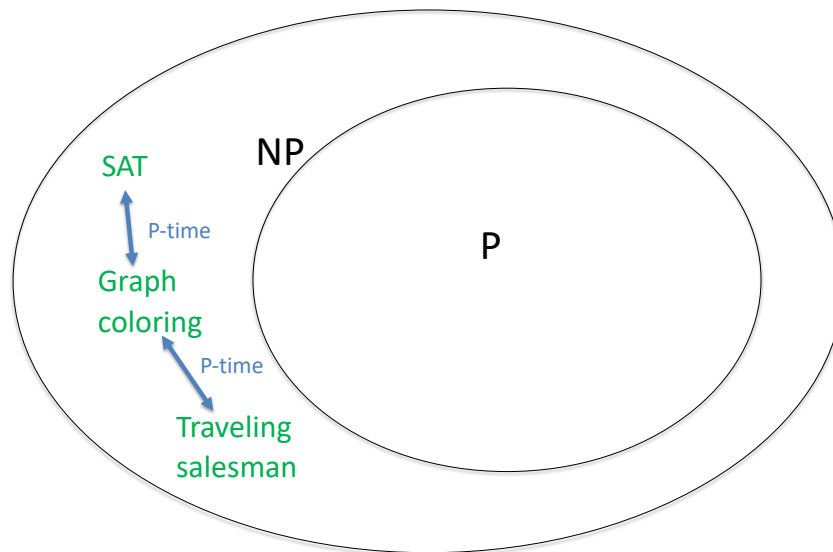 NP
SAT
P-time
P
Graph
coloring
P-time
Traveling
salesman